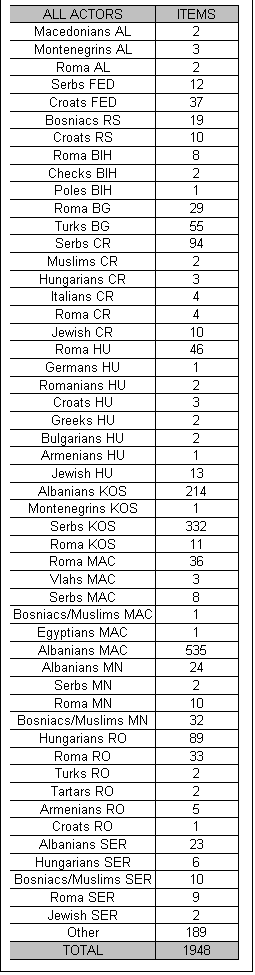 ALL ACTORS ITEMS
Macedonians AL 2
Montenegrins AL 3
Roma AL 2
Serbs FED 12
Croats FED 37
Bosniacs RS 19
Croats RS 10
Roma BIH 8
Checks BIH 2
Poles BIH 1
Roma BG 29
Turks BG 55
Serbs CR 94
Muslims CR 2
Hungarians CR 3
Italians CR 4
Roma CR 4
Jewish CR 10
Roma HU 46
Germans HU 1
Romanians HU 2
Croats HU 3
Greeks HU 2
Bulgarians HU 2
Armenians HU 1
Jewish HU 13
Albanians KOS 214
Montenegrins KOS 1
Serbs KOS 332
Roma KOS 11
Roma MAC 36
Vlahs MAC 3
Serbs MAC 8
Bosniacs/Muslims MAC 1
Egyptians MAC 1
Albanians MAC 535
Albanians MN 24
Serbs MN 2
Roma MN 10
Bosniacs/Muslims MN 32
Hungarians RO 89
Roma RO 33
Turks RO 2
Tartars RO 2
Armenians RO 5
Croats RO 1
Albanians SER 23
Hungarians SER 6
Bosniacs/Muslims SER 10
Roma SER 9
Jewish SER 2
Other 189
TOTAL 1948